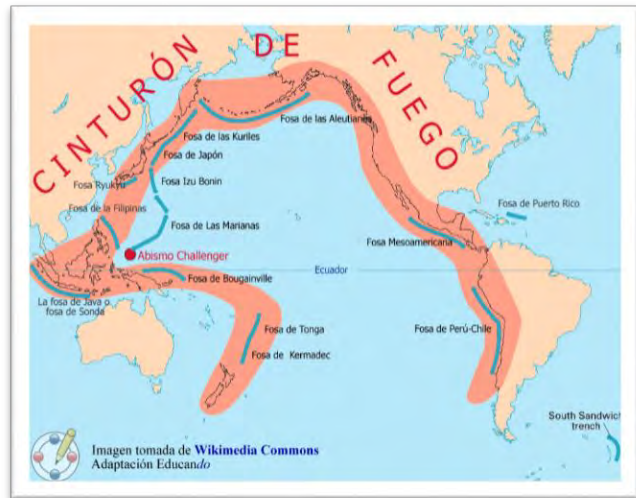 CINTURÓN DE FUEGO
Fosa de las Aleutianas
Fosa de las Kuriles
Fosa de Japón
Fosa Izu Bonin
Fosa Ryukyu
Fosa de la Filipinas
Fosa de Las Marianas
Abismo Challenger
Fosa de Puerto Rico
Fosa Mesoamericana
Ecuador
Fosa de Bougainville
La fosa de Java o
fosa de Sonda
Fosa de Tonga
Fosa de Kermadec
Fosa de Perú-Chile
South Sandwich
trench
Imagen tomada de Wikimedia Commons
Adaptación Educando